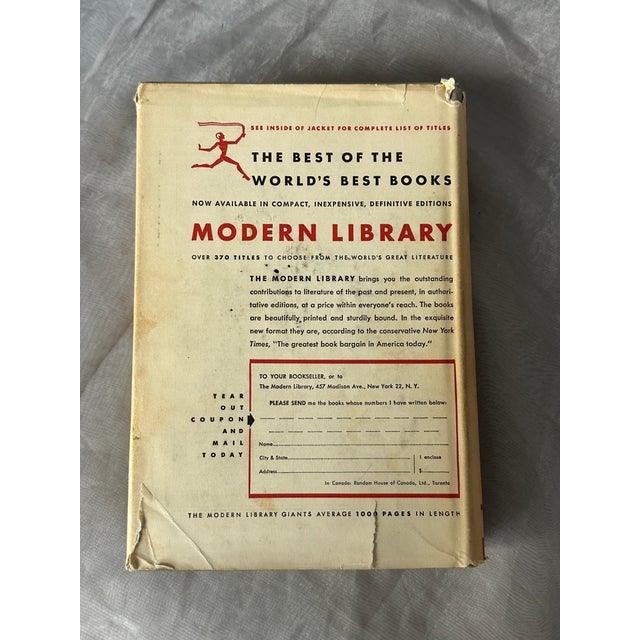 SEE INSIDE OF JACKET FOR COMPLETE LIST OF TITLES
THE BEST OF THE
WORLD'S BEST BOOKS
NOW AVAILABLE IN COMPACT, INEXPENSIVE, DEFINITIVE EDITIONS
MODERN LIBRARY
OVER 370 TITLES TO CHOOSE FROM THE WORLD'S GREAT LITERATURE
THE MODERN LIBRARY brings you the outstanding
contributions to literature of the past and present, in authori-
tative editions, at a price within everyone's reach. The books
are beautifully printed and sturdily bound. In the exquisite
new format they are, according to the conservative New York
Times, "The greatest book bargain in America today."
TO YOUR BOOKSELLER, or to
The Modern Library, 457 Madison Ave., New York 22, N. Y.
PLEASE SEND me the books whose numbers I have written below:
TEAR
OUT
COUPON
AND
MAIL
TODAY
Name
City & State
I enclose
Address
$
In Canada: Random House of Canada, Ltd., Toronto
THE MODERN LIBRARY GIANTS AVERAGE 1000 PAGES IN LENGTH